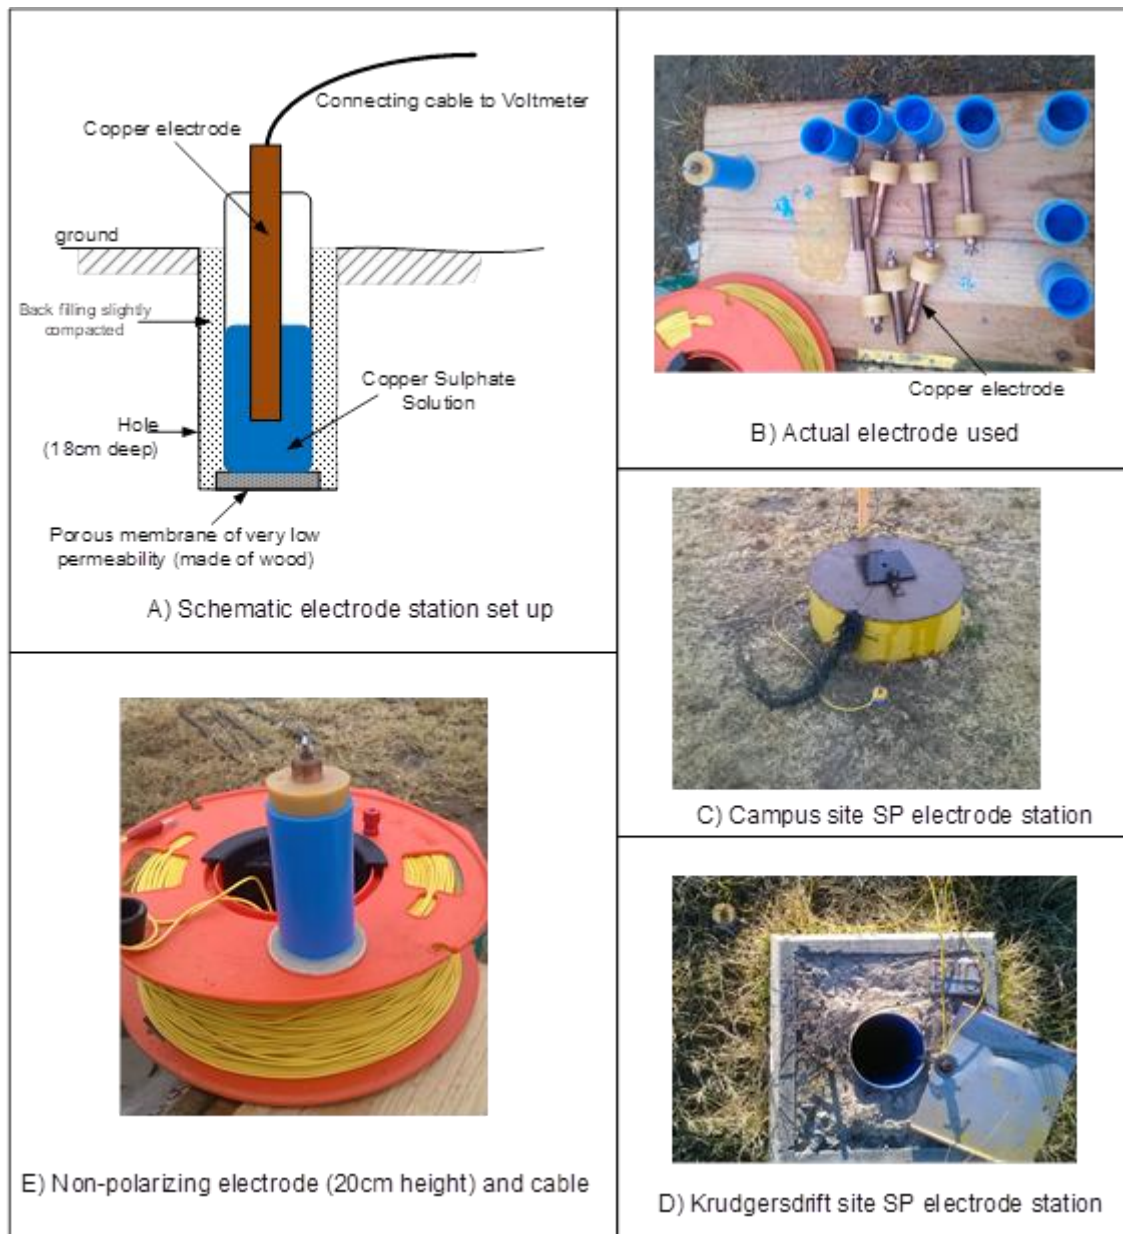 Connecting cable to Voltmeter
Copper electrode
ground
Back filling slightly
compacted
Copper Sulphate
Solution
Hole
(18cm deep)
Porous membrane of very low
permeability (made of wood)
A) Schematic electrode station set up
Copper electrode
B) Actual electrode used
C) Campus site SP electrode station
E) Non-polarizing electrode (20cm height) and cable
D) Krudgersdrift site SP electrode station